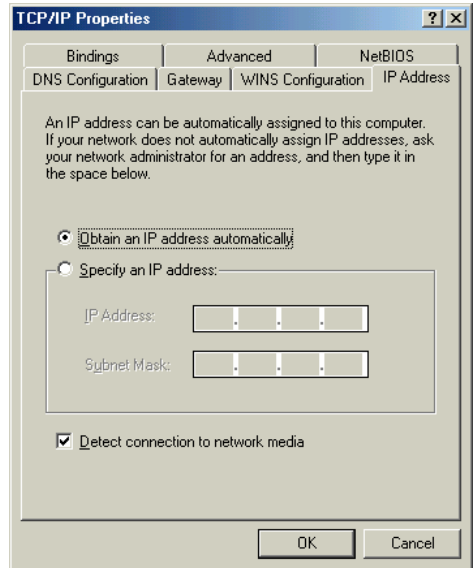 TCP/IP Properties
Bindings Advanced NetBIOS
DNS Configuration Gateway WINS Configuration IP Address
An IP address can be automatically assigned to this computer.
If your network does not automatically assign IP addresses, ask
your network administrator for an address, and then type it in
the space below.
Obtain an IP address automatically
Specify an IP address:
IP Address:
. . .
Subnet Mask:
. . .
Detect connection to network media
OK Cancel